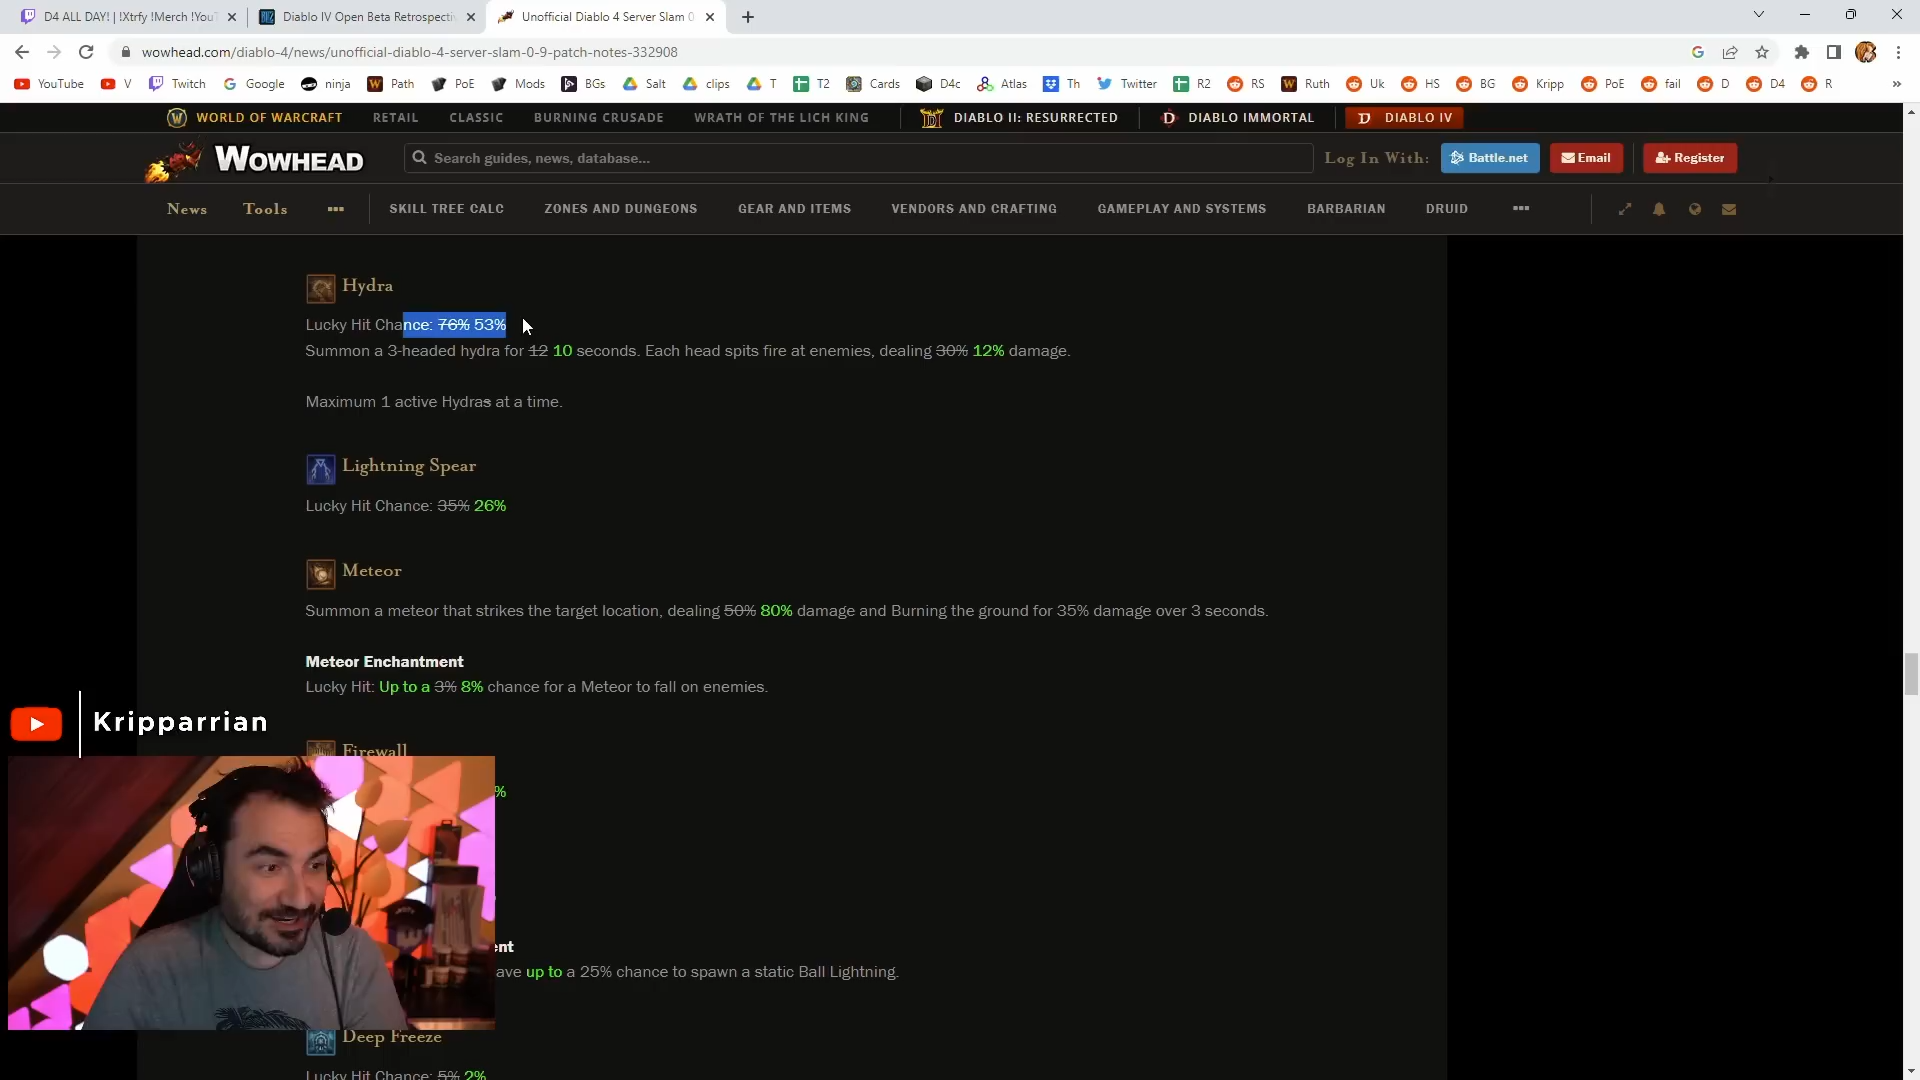 D4 ALL DAY! | !Xtrfy !Merch !You
Diablo IV Open Beta Retrospectiv
Unofficial Diablo 4 Server Slam 0
wowhead.com/diablo-4/news/unofficial-diablo-4-server-slam-0-9-patch-notes-332908
YouTube V Twitch Google ninja Path PoE Mods BGs Salt clips T T2 Cards D4c Atlas Th Twitter R2 RS Ruth Uk HS BG Kripp PoE fail D D4 R »
WORLD OF WARCRAFT RETAIL CLASSIC BURNING CRUSADE WRATH OF THE LICH KING DIABLO II: RESURRECTED DIABLO IMMORTAL DIABLO IV
WOWHEAD Search guides, news, database... Log In With: Battle.net Email Register
News Tools SKILL TREE CALC ZONES AND DUNGEONS GEAR AND ITEMS VENDORS AND CRAFTING GAMEPLAY AND SYSTEMS BARBARIAN DRUID
Hydra
Lucky Hit Chance: 76% 53%
Summon a 3-headed hydra for 12 10 seconds. Each head spits fire at enemies, dealing 30% 12% damage.
Maximum 1 active Hydras at a time.
Lightning Spear
Lucky Hit Chance: 35% 26%
Meteor
Summon a meteor that strikes the target location, dealing 50% 80% damage and Burning the ground for 35% damage over 3 seconds.
Meteor Enchantment
Lucky Hit: Up to a 3% 8% chance for a Meteor to fall on enemies.
Kripparrian
Firewall
%
ent
ave up to a 25% chance to spawn a static Ball Lightning.
Deep Freeze
Lucky Hit Chance: 5% 2%